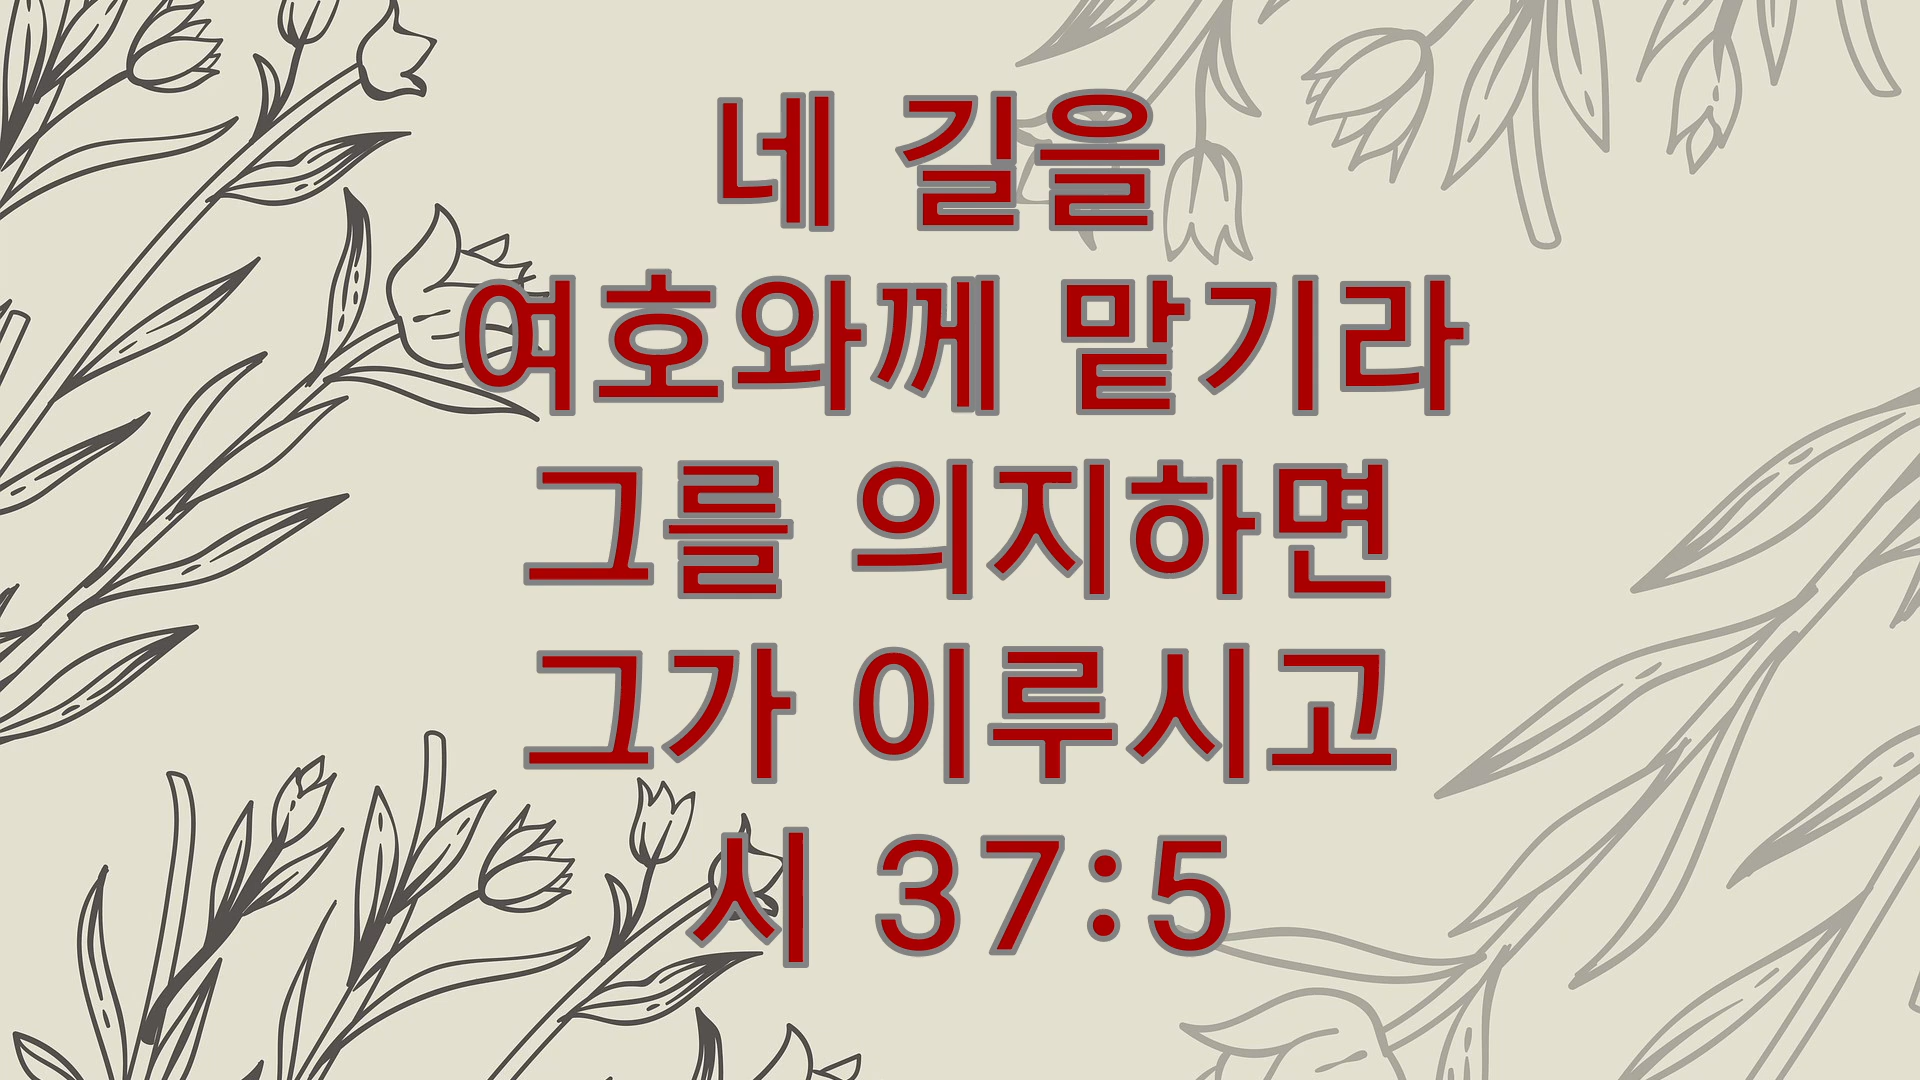 네 길을
여호와께 맡기라
그를 의지하면
그가 이루시고
시 37:5